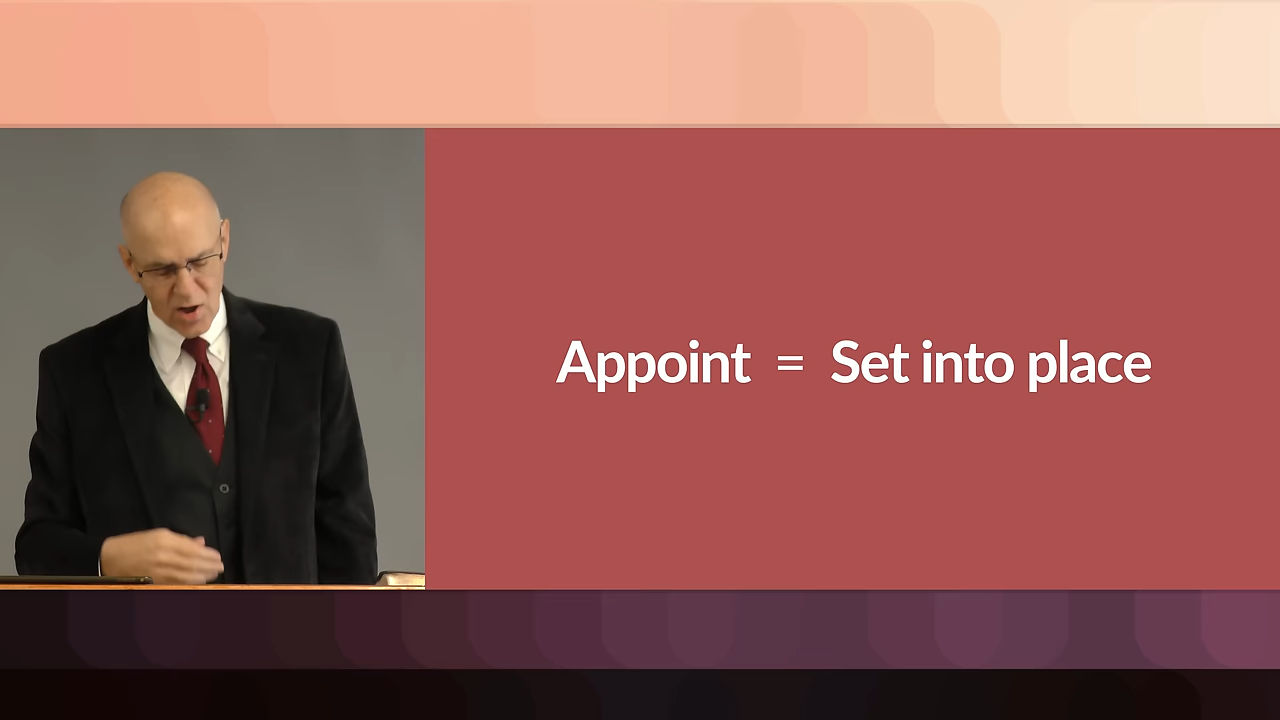 Appoint = Set into place